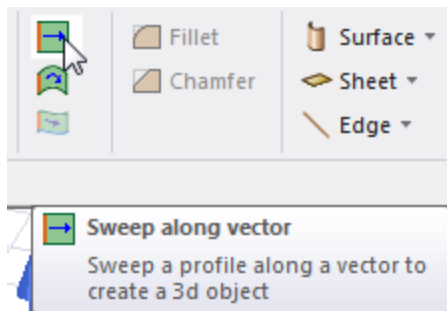 Fillet
Surface
Chamfer
Sheet
Edge
Sweep along vector
Sweep a profile along a vector to
create a 3d object